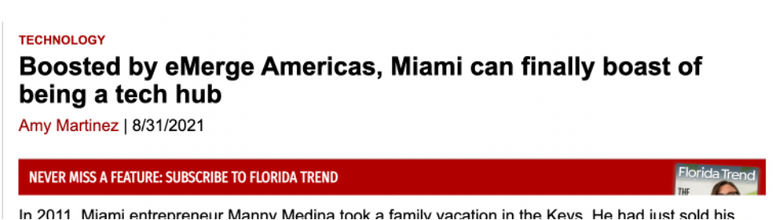 TECHNOLOGY
Boosted by eMerge Americas, Miami can finally boast of
being a tech hub
Amy Martinez | 8/31/2021
NEVER MISS A FEATURE: SUBSCRIBE TO FLORIDA TREND
Florida Trend
THE
In 2011, Miami entrepreneur Manny Medina took a family vacation in the Keys. He had just sold his